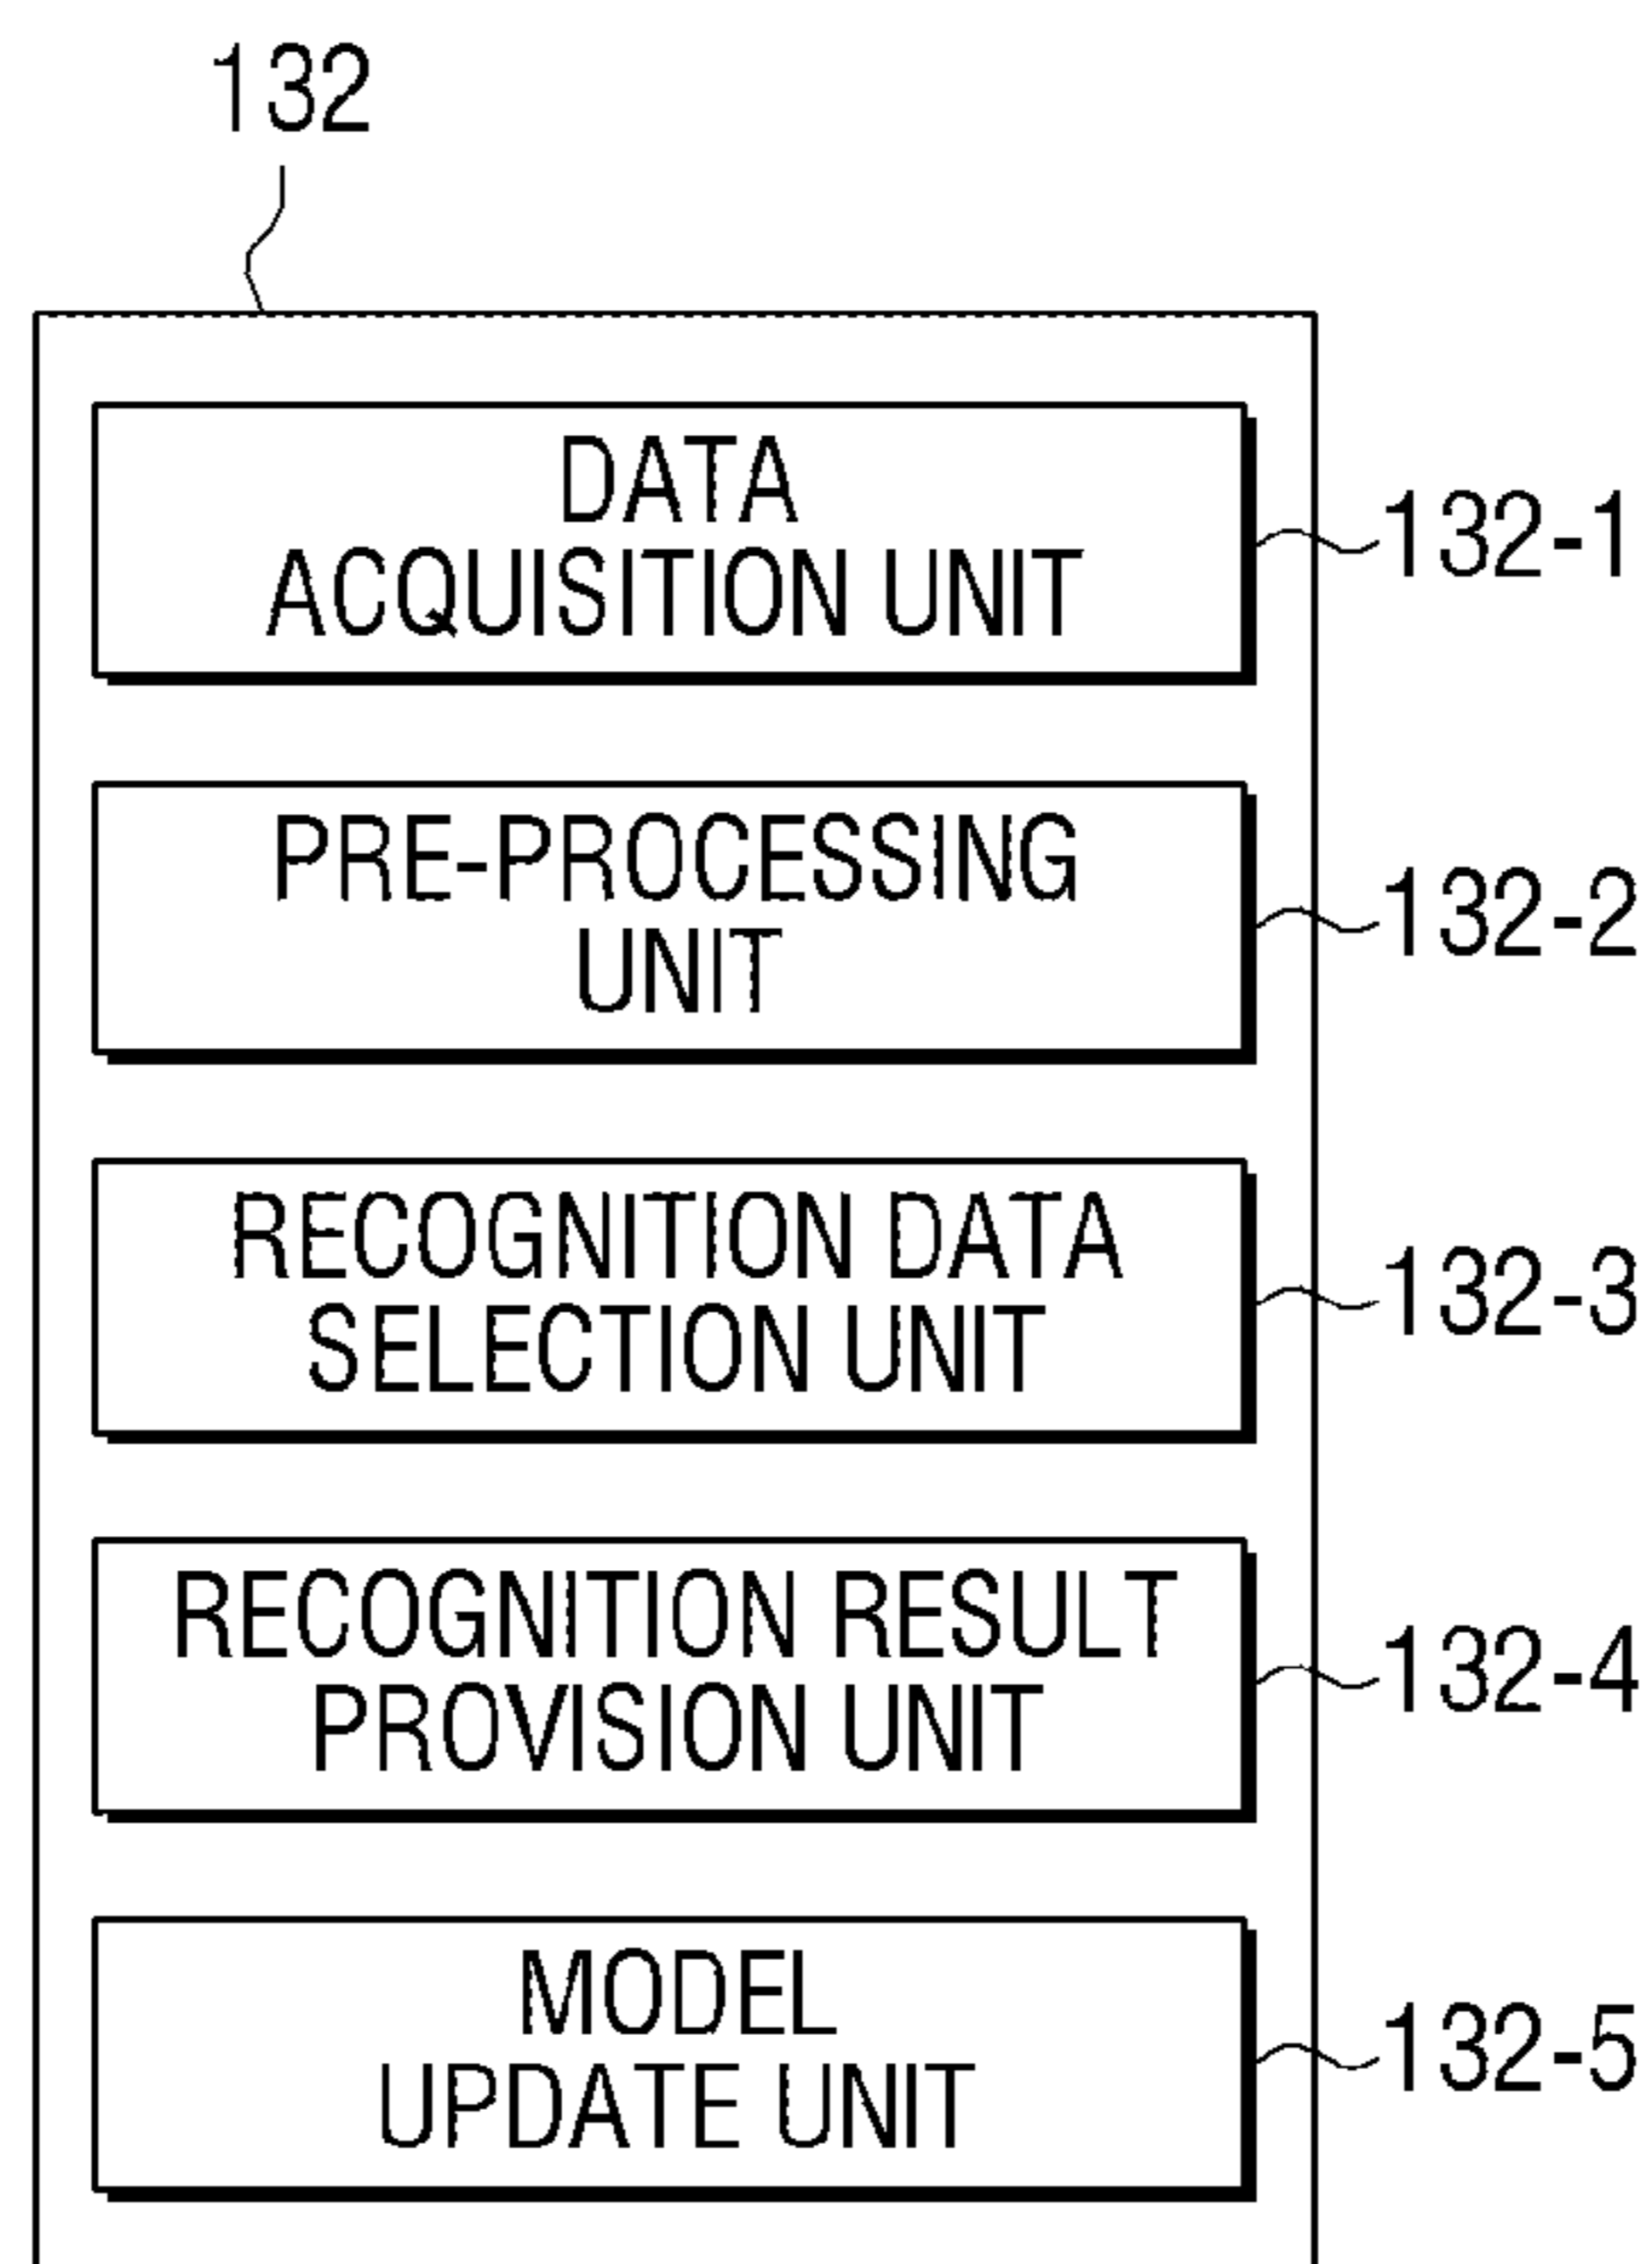 132
DATA
ACQUISITION UNIT
132-1
PRE-PROCESSING
UNIT
132-2
RECOGNITION DATA
SELECTION UNIT
132-3
RECOGNITION RESULT
PROVISION UNIT
132-4
MODEL
UPDATE UNIT
132-5